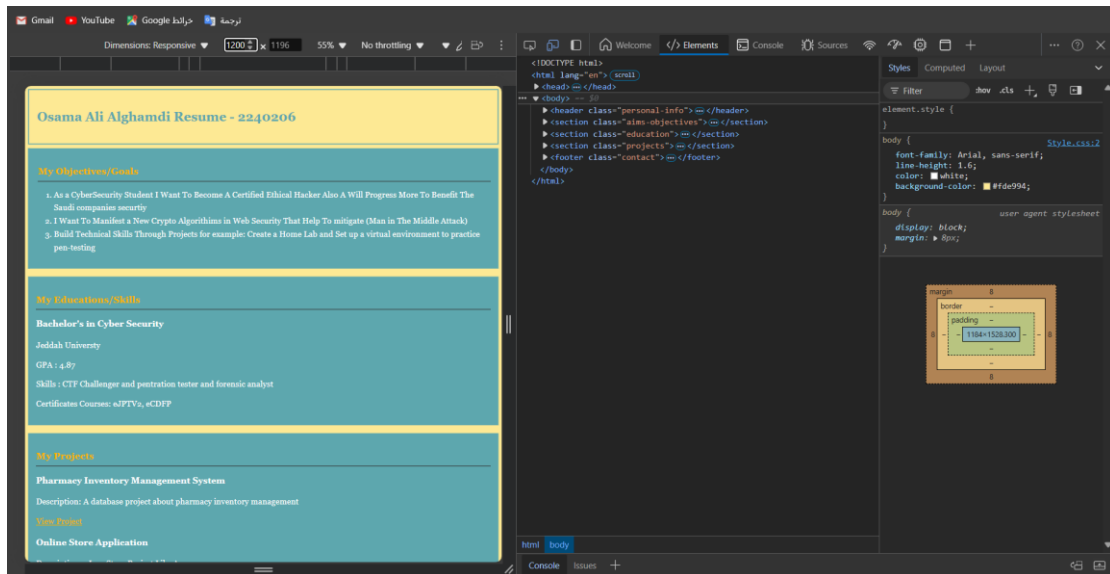 Gmail YouTube خرائط Google ترجمة
Dimensions: Responsive 1200 x 1196 55% No throttling
Welcome </> Elements Console Sources
Osama Ali Alghamdi Resume - 2240206
My Objectives/Goals
1. As a CyberSecurity Student I Want To Become A Certified Ethical Hacker Also A Will Progress More To Benefit The
Saudi companies securtiy
2. I Want To Manifest a New Crypto Algorithims in Web Security That Help To mitigate (Man in The Middle Attack)
3. Build Technical Skills Through Projects for example: Create a Home Lab and Set up a virtual environment to practice
pen-testing
My Educations/Skills
Bachelor's in Cyber Security
Jeddah Universty
GPA : 4.87
Skills : CTF Challenger and pentration tester and forensic analyst
Certificates Courses: eJPTV2, eCDFP
My Projects
Pharmacy Inventory Management System
Description: A database project about pharmacy inventory management
View Project
Online Store Application
<!DOCTYPE html>
<html lang="en"> scroll
<head> ... </head>
<body> == $0
<header class="personal-info"> ... </header>
<section class="aims-objectives"> ... </section>
<section class="education"> ... </section>
<section class="projects"> ... </section>
<footer class="contact"> ... </footer>
</body>
</html>
html body
Styles Computed Layout
Filter :hov .cls
element.style {
}
body { Style.css:2
font-family: Arial, sans-serif;
line-height: 1.6;
color: white;
background-color: #fde994;
}
body { user agent stylesheet
display: block;
margin: 8px;
}
margin 8
border -
padding -
8 - - 1184×1528.300 - - 8
-
-
8
Console Issues